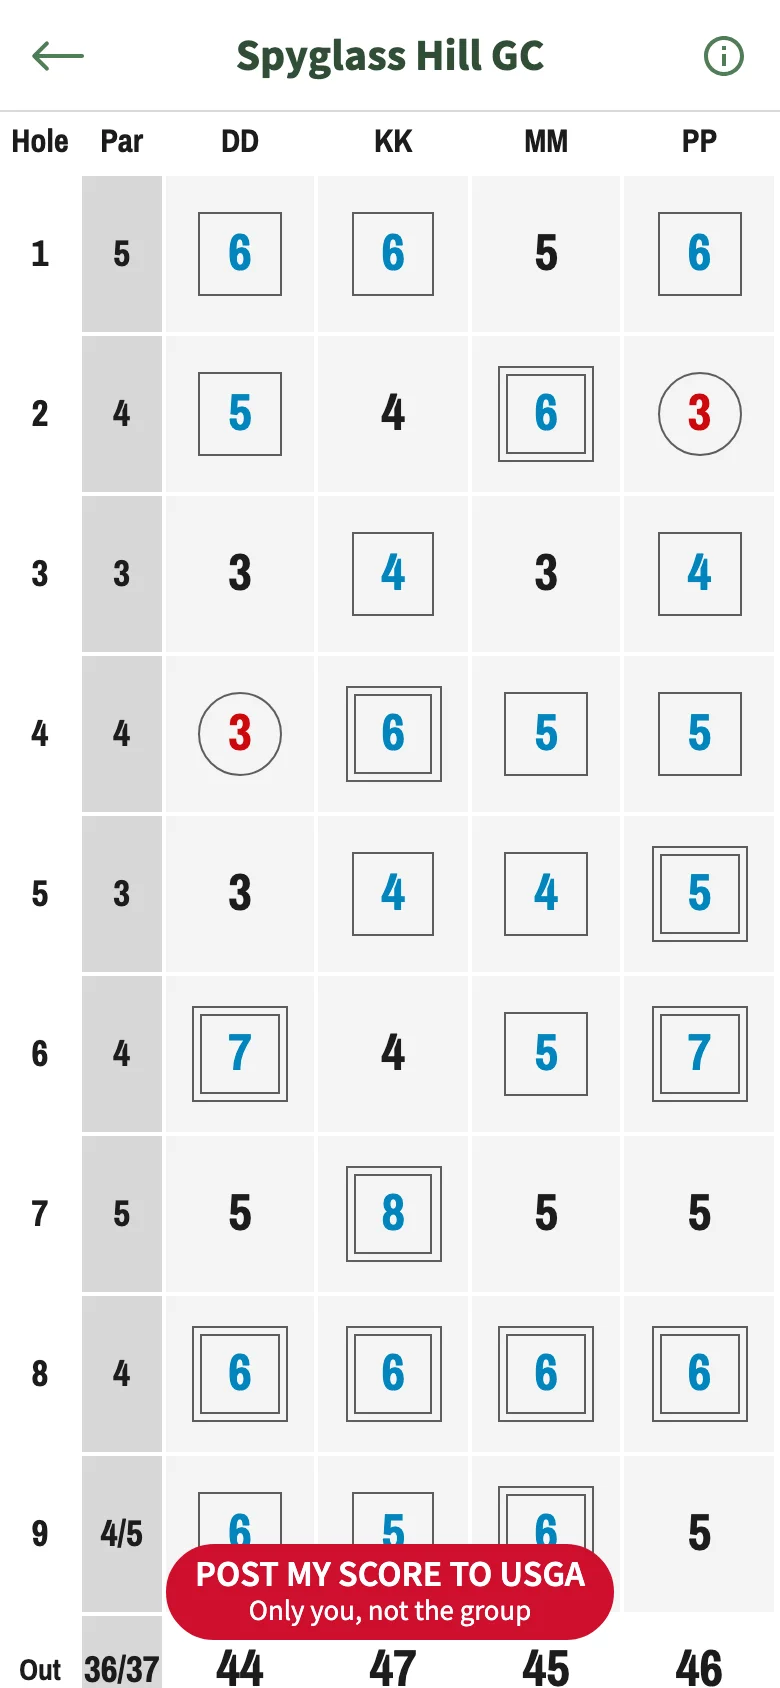 Spyglass Hill GC
Hole Par DD KK MM PP
1 5 6 6 5 6
2 4 5 4 6 3
3 3 3 4 3 4
4 4 3 6 5 5
5 3 3 4 4 5
6 4 7 4 5 7
7 5 5 8 5 5
8 4 6 6 6 6
9 4/5 6 5 6 5
POST MY SCORE TO USGA
Only you, not the group
Out 36/37 44 47 45 46